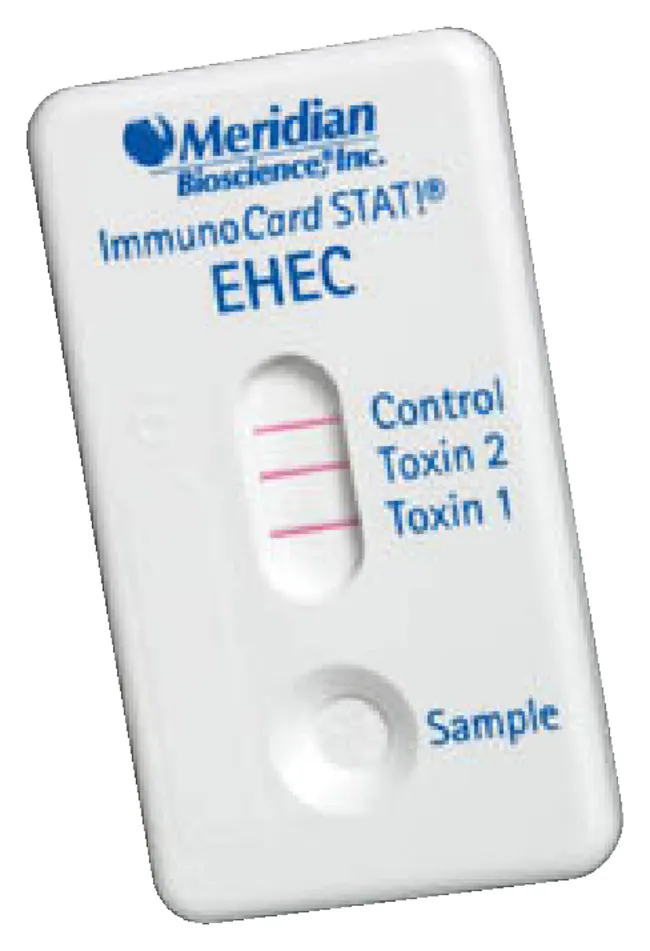 Meridian
Bioscience,® Inc.
ImmunoCard STAT!®
EHEC
Control
Toxin 2
Toxin 1
Sample